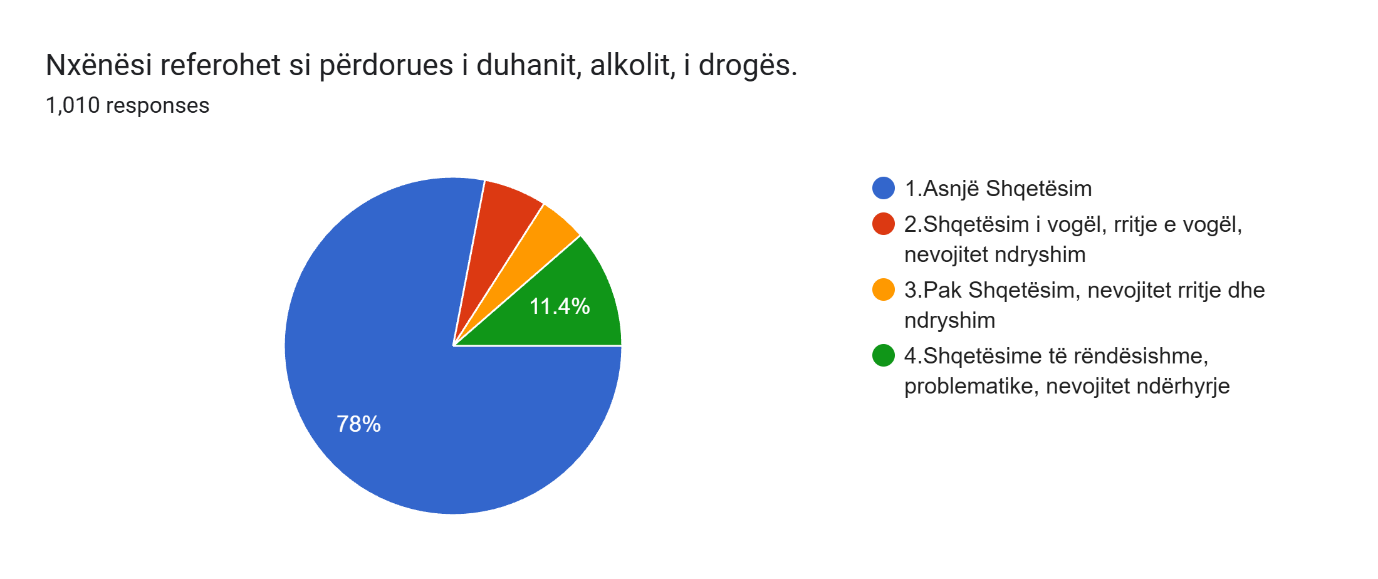 Nxënësi referohet si përdorues i duhanit, alkolit, i drogës.
1,010 responses
1.Asnjë Shqetësim
2.Shqetësim i vogël, rritje e vogël,
nevojitet ndryshim
3.Pak Shqetësim, nevojitet rritje dhe
ndryshim
4.Shqetësime të rëndësishme,
problematike, nevojitet ndërhyrje
11.4%
78%